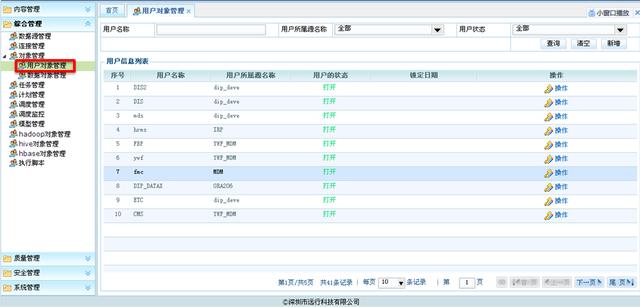 内容管理
综合管理
数据源管理
连接管理
对象管理
用户对象管理
数据对象管理
任务管理
计划管理
调度管理
调度监控
模型管理
hadoop对象管理
hive对象管理
hbase对象管理
执行脚本
质量管理
安全管理
系统管理
首页 用户对象管理
小窗口播放
用户名称 用户所属源名称 全部 用户状态 全部
查询 清空 新增
用户信息列表
序号 用户名称 用户所属源名称 用户的状态 锁定日期 操作
1 DIS2 dip_deve 打开 操作
2 DIS dip_deve 打开 操作
3 mds dip_deve 打开 操作
4 hrms IRP 打开 操作
5 FBP YWP_MDM 打开 操作
6 ywf YWP_MDM 打开 操作
7 fmc MDM 打开 操作
8 DIP_DATAX ORA206 打开 操作
9 ETC dip_deve 打开 操作
10 CMS YWP_MDM 打开 操作
第1页/共5页 共41条记录 | 每页 10 条记录 | 第 1 页 首页 上一页 下一页 尾 页
©深圳市远行科技有限公司